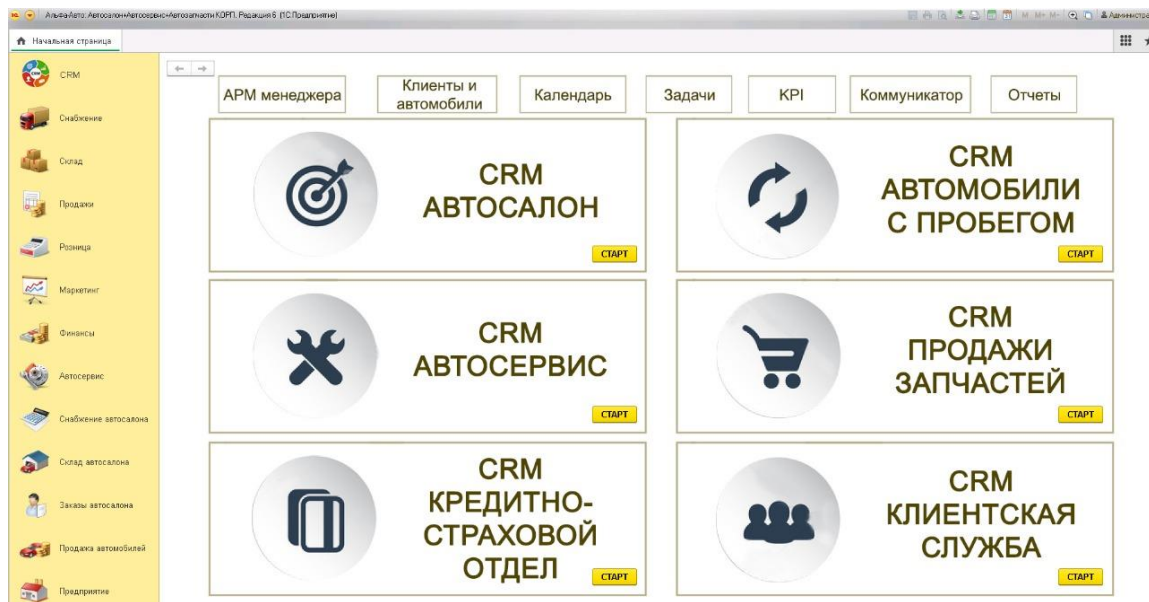 Альфа-Авто: Автосалон+Автосервис+Автозапчасти КОРП. Редакция 6 (1С:Предприятие)
M M+ M-
Администра
Начальная страница
CRM
Снабжение
Склад
Продажи
Розница
Маркетинг
Финансы
Автосервис
Снабжение автосалона
Склад автосалона
Заказы автосалона
Продажа автомобилей
Предприятие
АРМ менеджера
Клиенты и
автомобили
Календарь
Задачи
KPI
Коммуникатор
Отчеты
CRM
АВТОСАЛОН
СТАРТ
CRM
АВТОМОБИЛИ
С ПРОБЕГОМ
СТАРТ
CRM
АВТОСЕРВИС
СТАРТ
CRM
ПРОДАЖИ
ЗАПЧАСТЕЙ
СТАРТ
CRM
КРЕДИТНО-
СТРАХОВОЙ
ОТДЕЛ
СТАРТ
CRM
КЛИЕНТСКАЯ
СЛУЖБА
СТАРТ